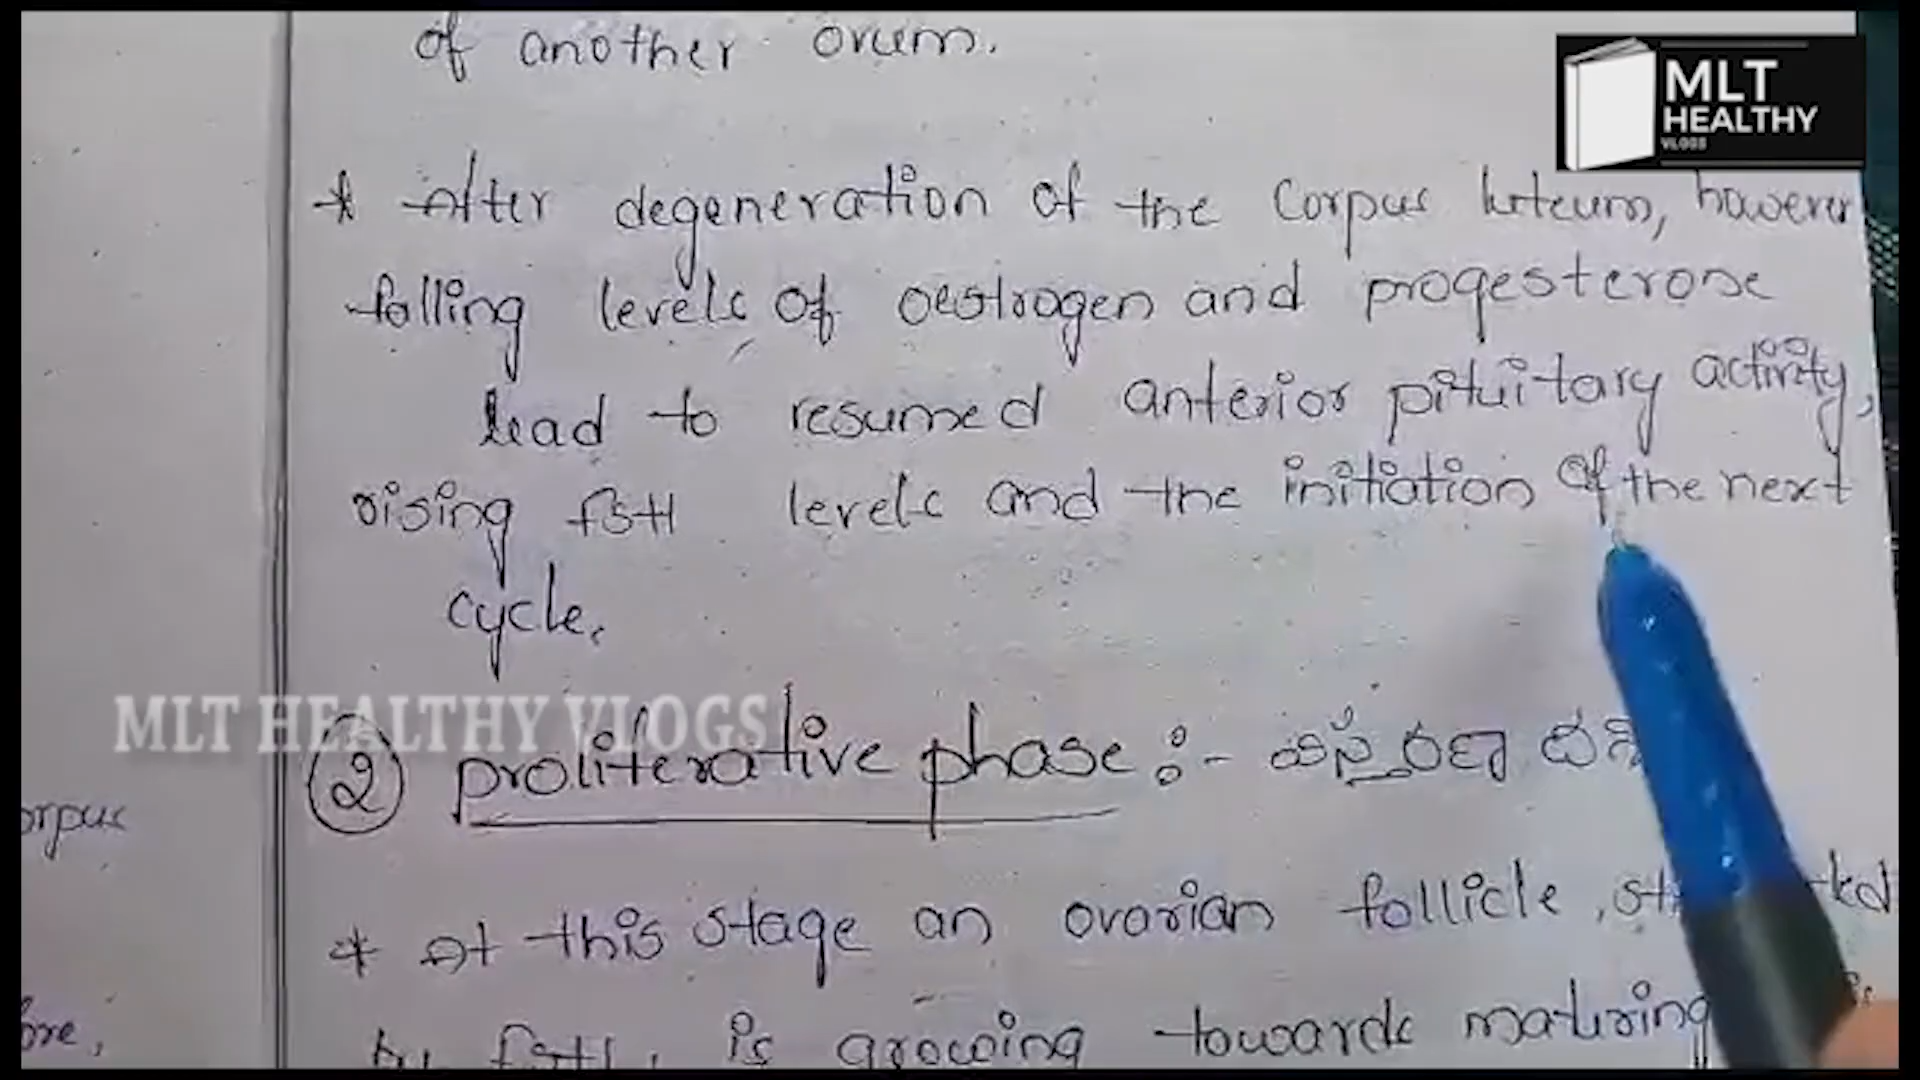 of another ovum.
MLT
HEALTHY
VLOGS
* After degeneration of the Corpus luteum, however
falling levels of oestrogen and progesterone
lead to resumed anterior pituitary activity,
rising FSH levels and the initiation of the next
cycle.
MLT HEALTHY VLOGS
② proliferative phase :-
orpus
* At this stage an ovarian follicle,
by FSH, is growing towards maturing
ore,